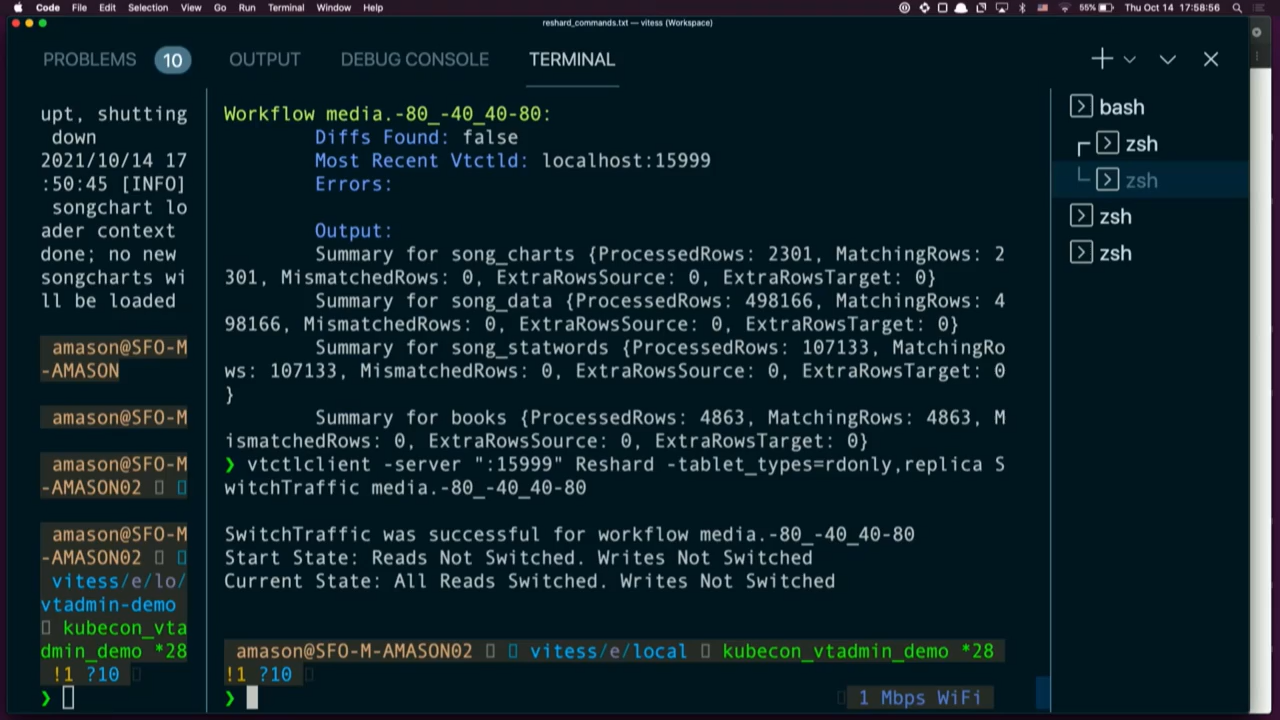 Code File Edit Selection View Go Run Terminal Window Help 55% Thu Oct 14 17:58:56
reshard_commands.txt — vitess (Workspace)
PROBLEMS 10 OUTPUT DEBUG CONSOLE TERMINAL
upt, shutting
down
2021/10/14 17
:50:45 [INFO]
songchart lo
ader context
done; no new
songcharts wi
ll be loaded
amason@SFO-M
-AMASON
amason@SFO-M
amason@SFO-M
-AMASON02
amason@SFO-M
-AMASON02
vitess/e/lo/
vtadmin-demo
kubecon_vta
dmin_demo *28
!1 ?10
❯
Workflow media.-80_-40_40-80:
Diffs Found: false
Most Recent Vtctld: localhost:15999
Errors:
Output:
Summary for song_charts {ProcessedRows: 2301, MatchingRows: 2
301, MismatchedRows: 0, ExtraRowsSource: 0, ExtraRowsTarget: 0}
Summary for song_data {ProcessedRows: 498166, MatchingRows: 4
98166, MismatchedRows: 0, ExtraRowsSource: 0, ExtraRowsTarget: 0}
Summary for song_statwords {ProcessedRows: 107133, MatchingRo
ws: 107133, MismatchedRows: 0, ExtraRowsSource: 0, ExtraRowsTarget: 0
}
Summary for books {ProcessedRows: 4863, MatchingRows: 4863, M
ismatchedRows: 0, ExtraRowsSource: 0, ExtraRowsTarget: 0}
❯ vtctlclient -server ":15999" Reshard -tablet_types=rdonly,replica S
witchTraffic media.-80_-40_40-80
SwitchTraffic was successful for workflow media.-80_-40_40-80
Start State: Reads Not Switched. Writes Not Switched
Current State: All Reads Switched. Writes Not Switched
amason@SFO-M-AMASON02 vitess/e/local kubecon_vtadmin_demo *28
!1 ?10
❯
1 Mbps WiFi
bash
zsh
zsh
zsh
zsh